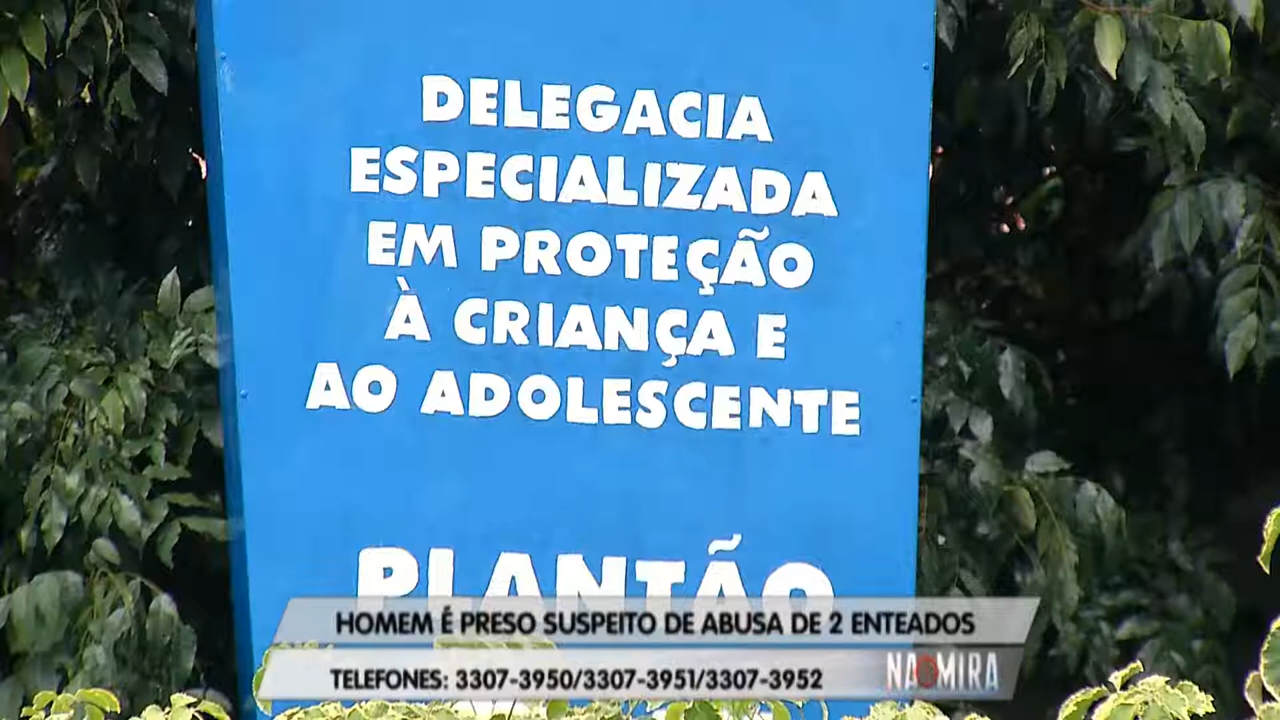 DELEGACIA
ESPECIALIZADA
EM PROTEÇÃO
À CRIANÇA E
AO ADOLESCENTE
PLANTÃO
HOMEM É PRESO SUSPEITO DE ABUSA DE 2 ENTEADOS
TELEFONES: 3307-3950/3307-3951/3307-3952
NA MIRA